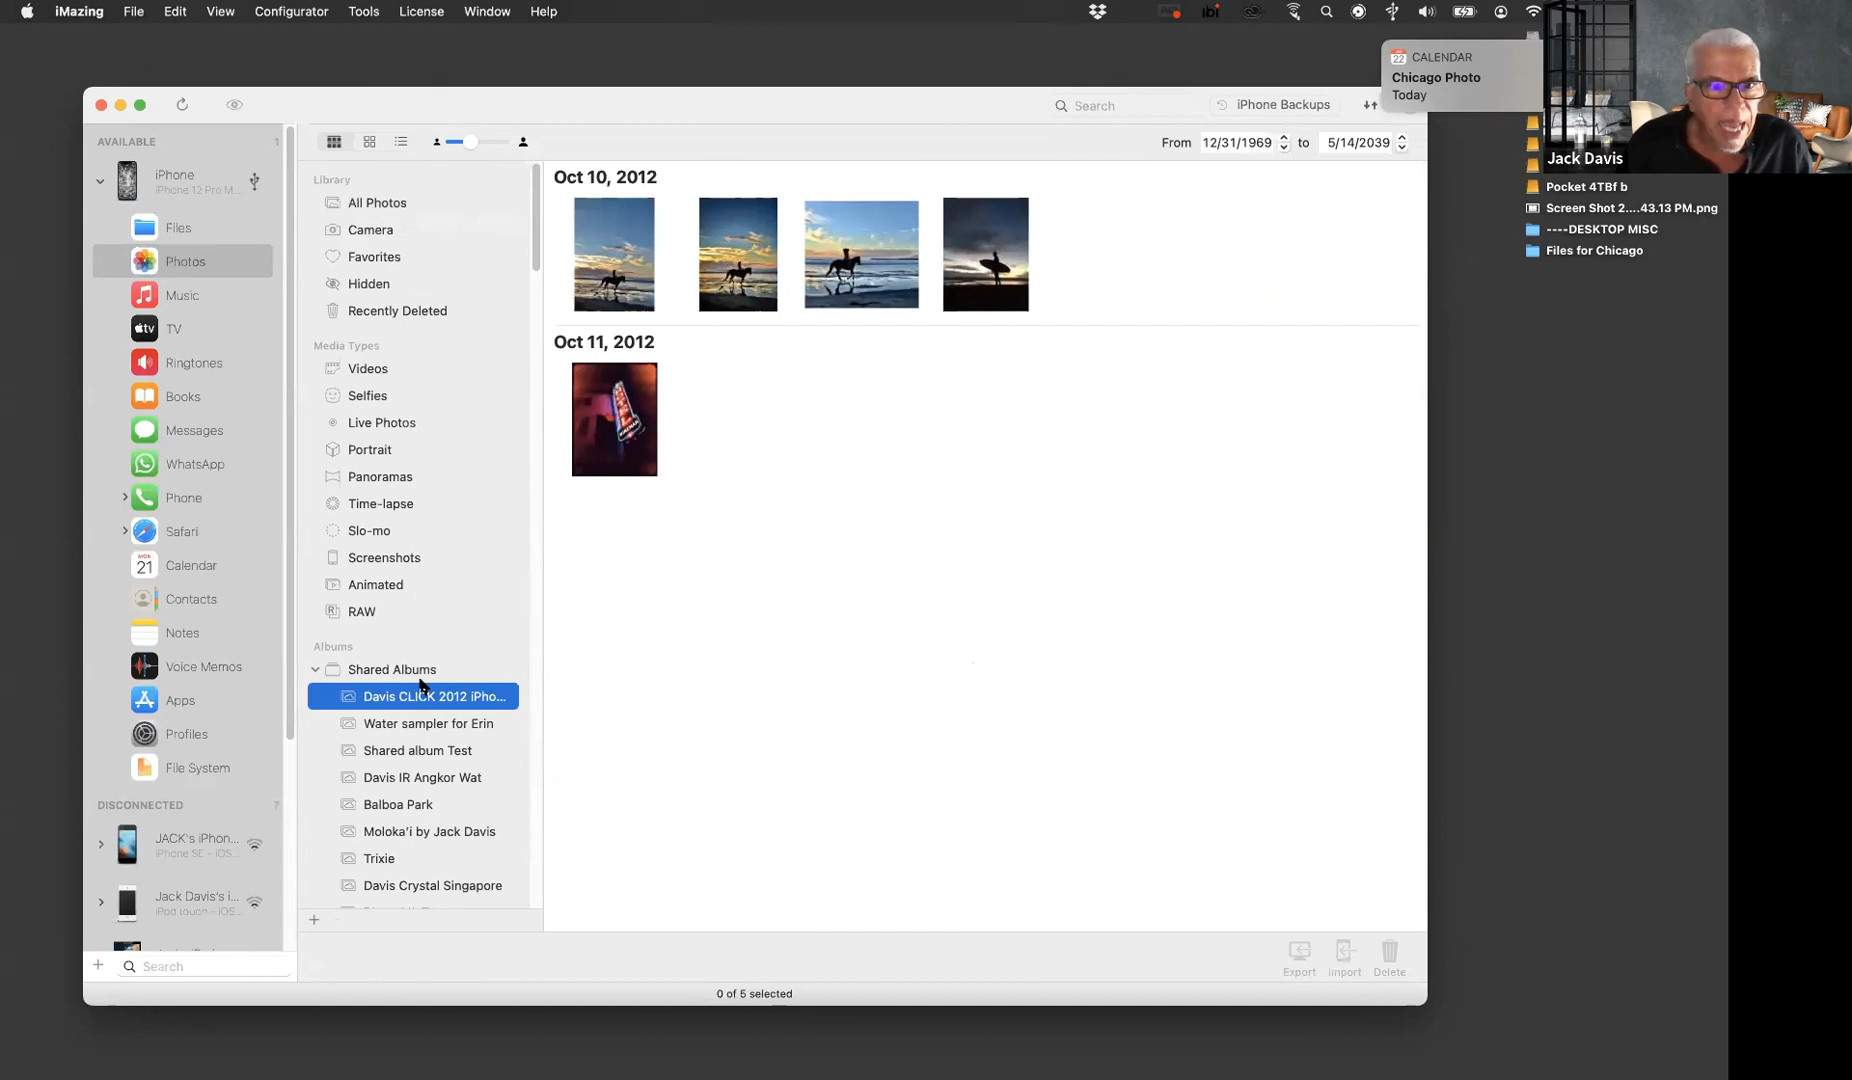 iMazing File Edit View Configurator Tools License Window Help
ibi
22 CALENDAR
Chicago Photo
Today
Jack Davis
Pocket 4TBf b
Screen Shot 2....43.13 PM.png
----DESKTOP MISC
Files for Chicago
Search
iPhone Backups
AVAILABLE 1
iPhone
iPhone 12 Pro M...
Files
Photos
Music
tv TV
Ringtones
Books
Messages
WhatsApp
Phone
Safari
MON 21 Calendar
Contacts
Notes
Voice Memos
Apps
Profiles
File System
DISCONNECTED 7
JACK's iPhon...
iPhone SE - iOS...
Jack Davis's i...
iPod touch - iOS...
Search
Library
All Photos
Camera
Favorites
Hidden
Recently Deleted
Media Types
Videos
Selfies
Live Photos
Portrait
Panoramas
Time-lapse
Slo-mo
Screenshots
Animated
RAW
Albums
Shared Albums
Davis CLICK 2012 iPho...
Water sampler for Erin
Shared album Test
Davis IR Angkor Wat
Balboa Park
Moloka'i by Jack Davis
Trixie
Davis Crystal Singapore
From 12/31/1969 to 5/14/2039
Oct 10, 2012
Oct 11, 2012
Export Import Delete
0 of 5 selected